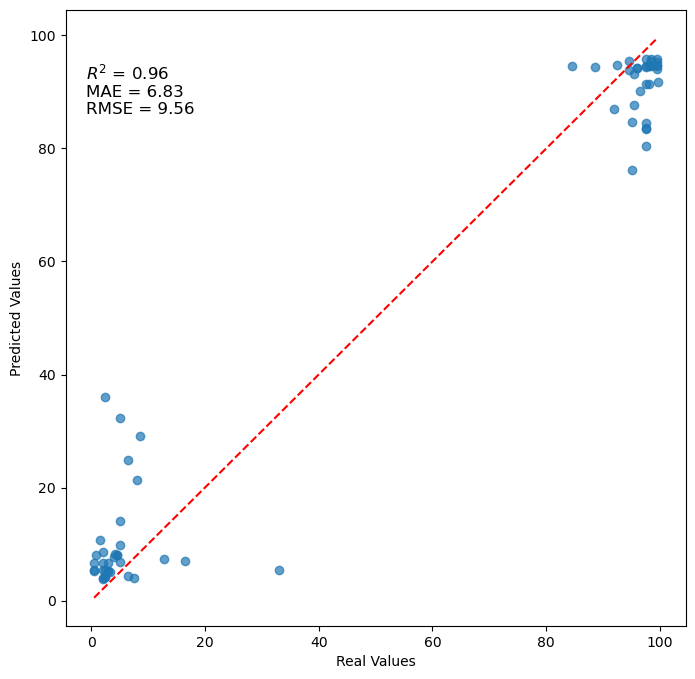 100
80
60
40
20
0
Predicted Values
R² = 0.96
MAE = 6.83
RMSE = 9.56
0 20 40 60 80 100
Real Values